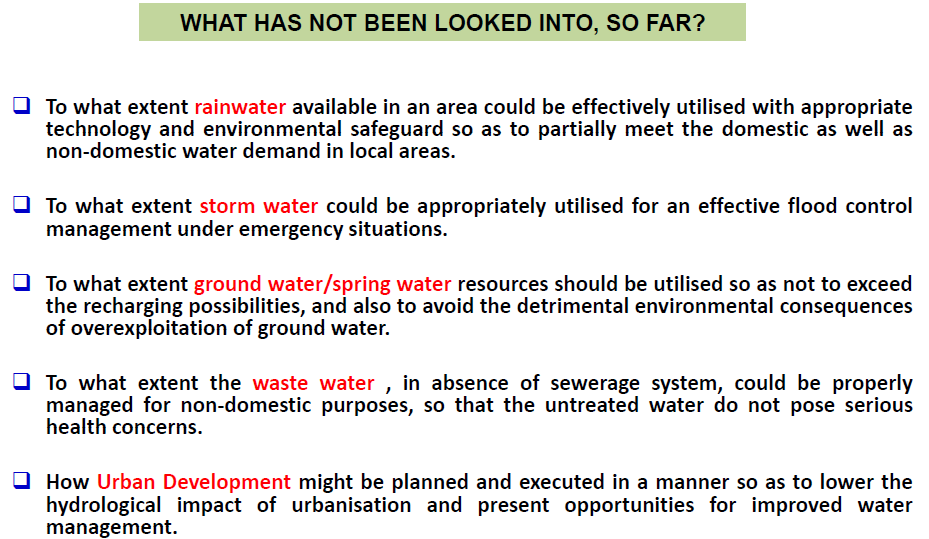 WHAT HAS NOT BEEN LOOKED INTO, SO FAR?
To what extent rainwater available in an area could be effectively utilised with appropriate
technology and environmental safeguard so as to partially meet the domestic as well as
non-domestic water demand in local areas.
To what extent storm water could be appropriately utilised for an effective flood control
management under emergency situations.
To what extent ground water/spring water resources should be utilised so as not to exceed
the recharging possibilities, and also to avoid the detrimental environmental consequences
of overexploitation of ground water.
To what extent the waste water , in absence of sewerage system, could be properly
managed for non-domestic purposes, so that the untreated water do not pose serious
health concerns.
How Urban Development might be planned and executed in a manner so as to lower the
hydrological impact of urbanisation and present opportunities for improved water
management.